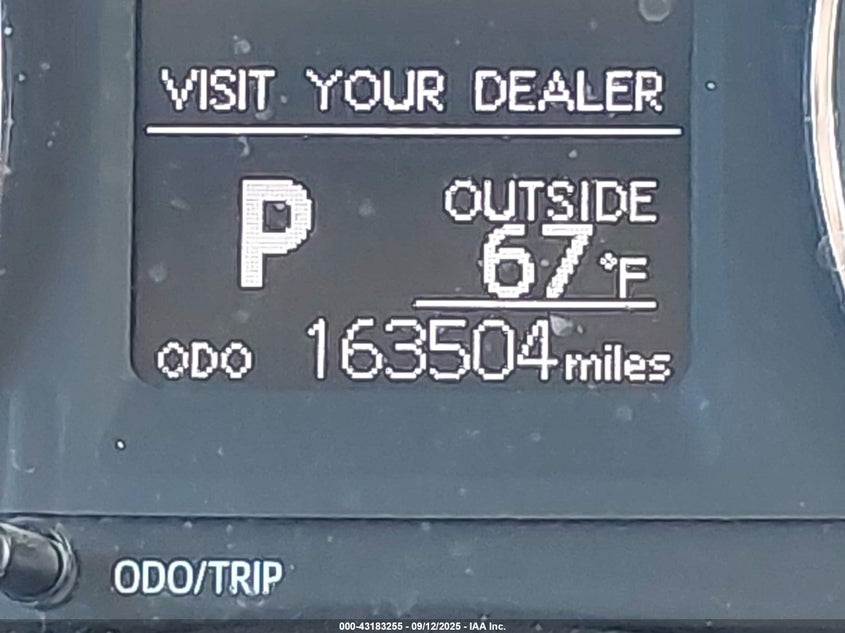 VISIT YOUR DEALER
P
OUTSIDE
67°F
ODO 163504 miles
ODO/TRIP
000-43183255 - 09/12/2025 - IAA Inc.